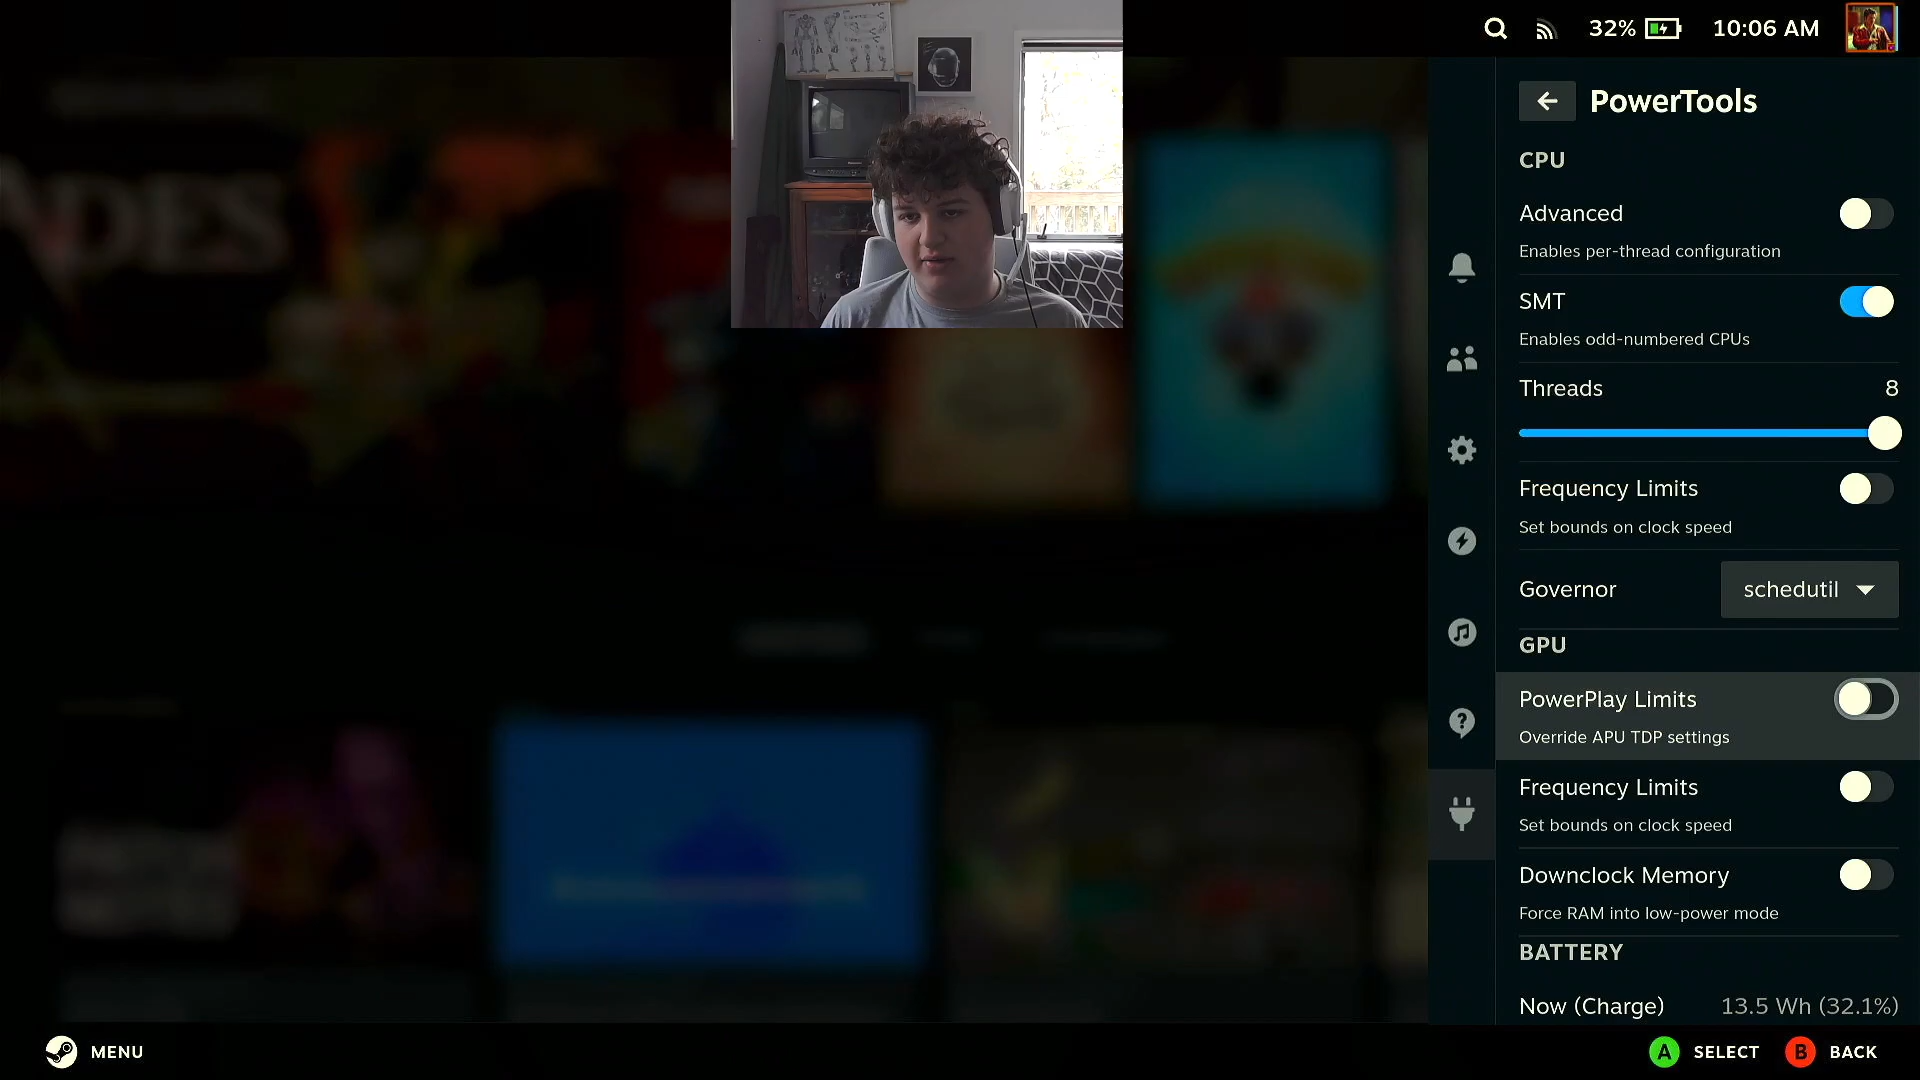 32%
10:06 AM
PowerTools
CPU
Advanced
Enables per-thread configuration
SMT
Enables odd-numbered CPUs
Threads 8
Frequency Limits
Set bounds on clock speed
Governor schedutil
GPU
PowerPlay Limits
Override APU TDP settings
Frequency Limits
Set bounds on clock speed
Downclock Memory
Force RAM into low-power mode
BATTERY
Now (Charge) 13.5 Wh (32.1%)
MENU
A SELECT B BACK